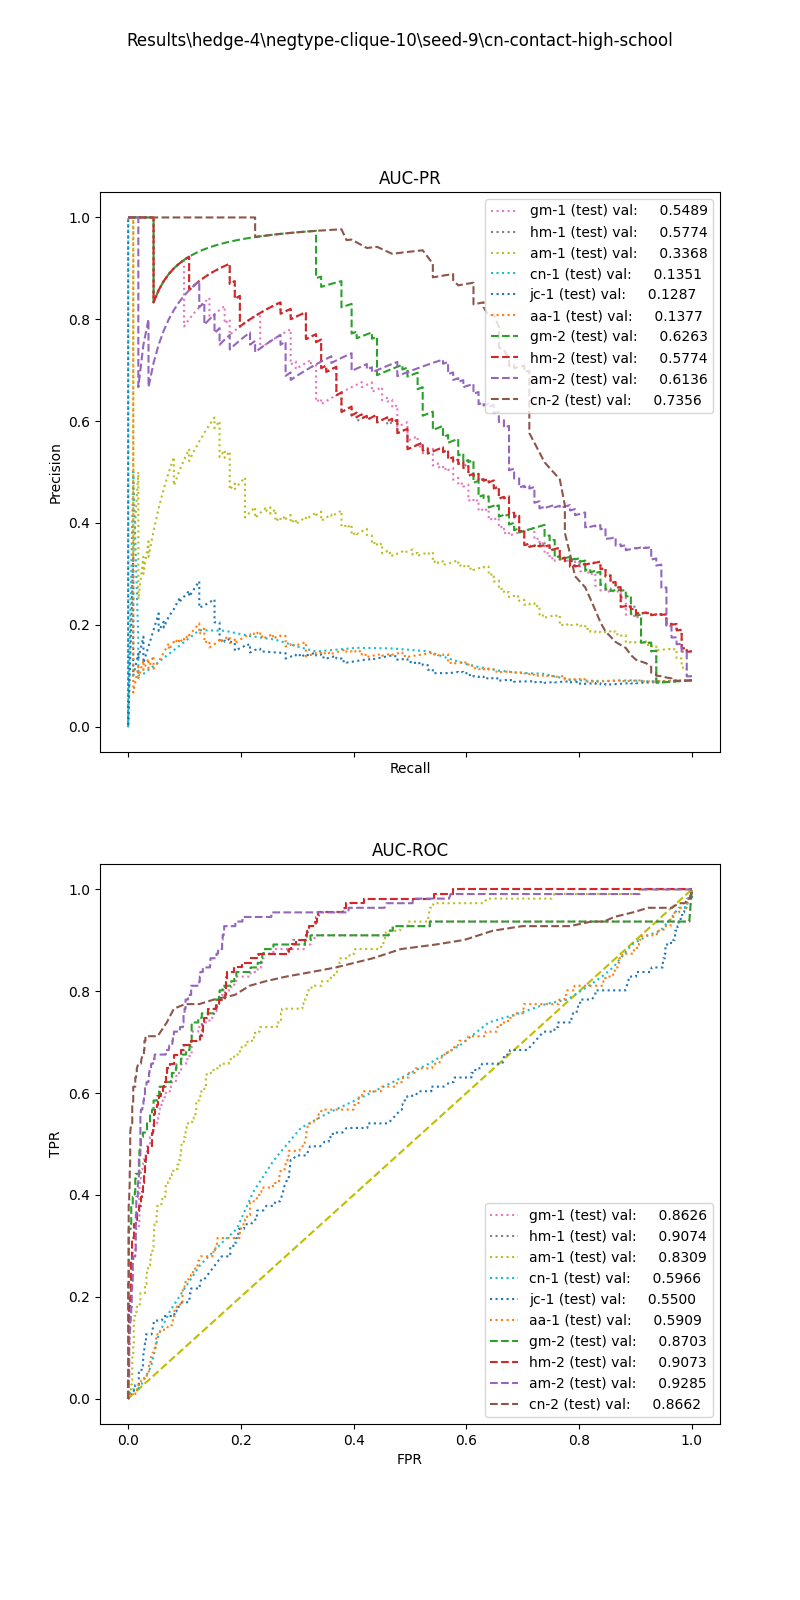 Results\hedge-4\negtype-clique-10\seed-9\cn-contact-high-school
AUC-PR
gm-1 (test) val: 0.5489
hm-1 (test) val: 0.5774
am-1 (test) val: 0.3368
cn-1 (test) val: 0.1351
jc-1 (test) val: 0.1287
aa-1 (test) val: 0.1377
gm-2 (test) val: 0.6263
hm-2 (test) val: 0.5774
am-2 (test) val: 0.6136
cn-2 (test) val: 0.7356
1.0
0.8
0.6
0.4
0.2
0.0
Precision
Recall
AUC-ROC
1.0
0.8
0.6
0.4
0.2
0.0
TPR
gm-1 (test) val: 0.8626
hm-1 (test) val: 0.9074
am-1 (test) val: 0.8309
cn-1 (test) val: 0.5966
jc-1 (test) val: 0.5500
aa-1 (test) val: 0.5909
gm-2 (test) val: 0.8703
hm-2 (test) val: 0.9073
am-2 (test) val: 0.9285
cn-2 (test) val: 0.8662
0.0 0.2 0.4 0.6 0.8 1.0
FPR